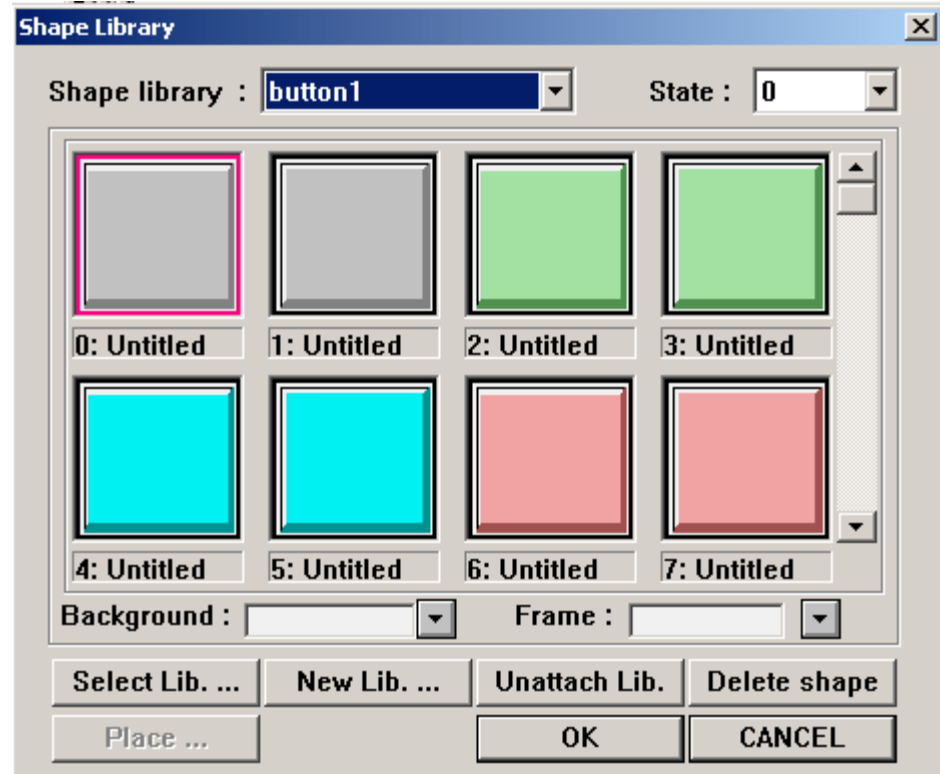 Shape Library
Shape library : button1 State : 0
0: Untitled 1: Untitled 2: Untitled 3: Untitled
4: Untitled 5: Untitled 6: Untitled 7: Untitled
Background : Frame :
Select Lib. ... New Lib. ... Unattach Lib. Delete shape
Place ... OK CANCEL